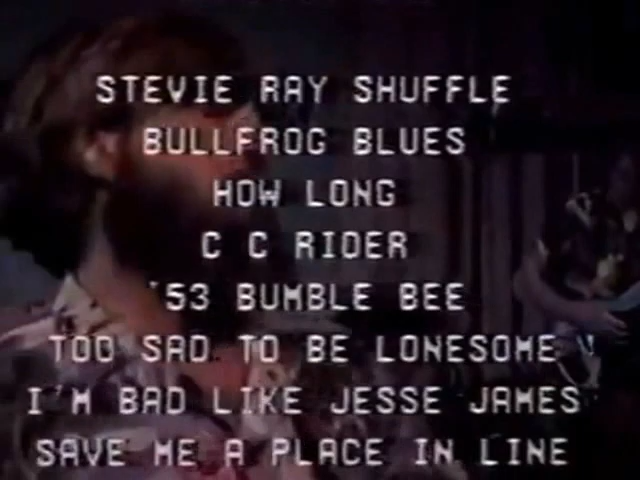 STEVIE RAY SHUFFLE
BULLFROG BLUES
HOW LONG
C C RIDER
'53 BUMBLE BEE
TOO SAD TO BE LONESOME
I'M BAD LIKE JESSE JAMES
SAVE ME A PLACE IN LINE